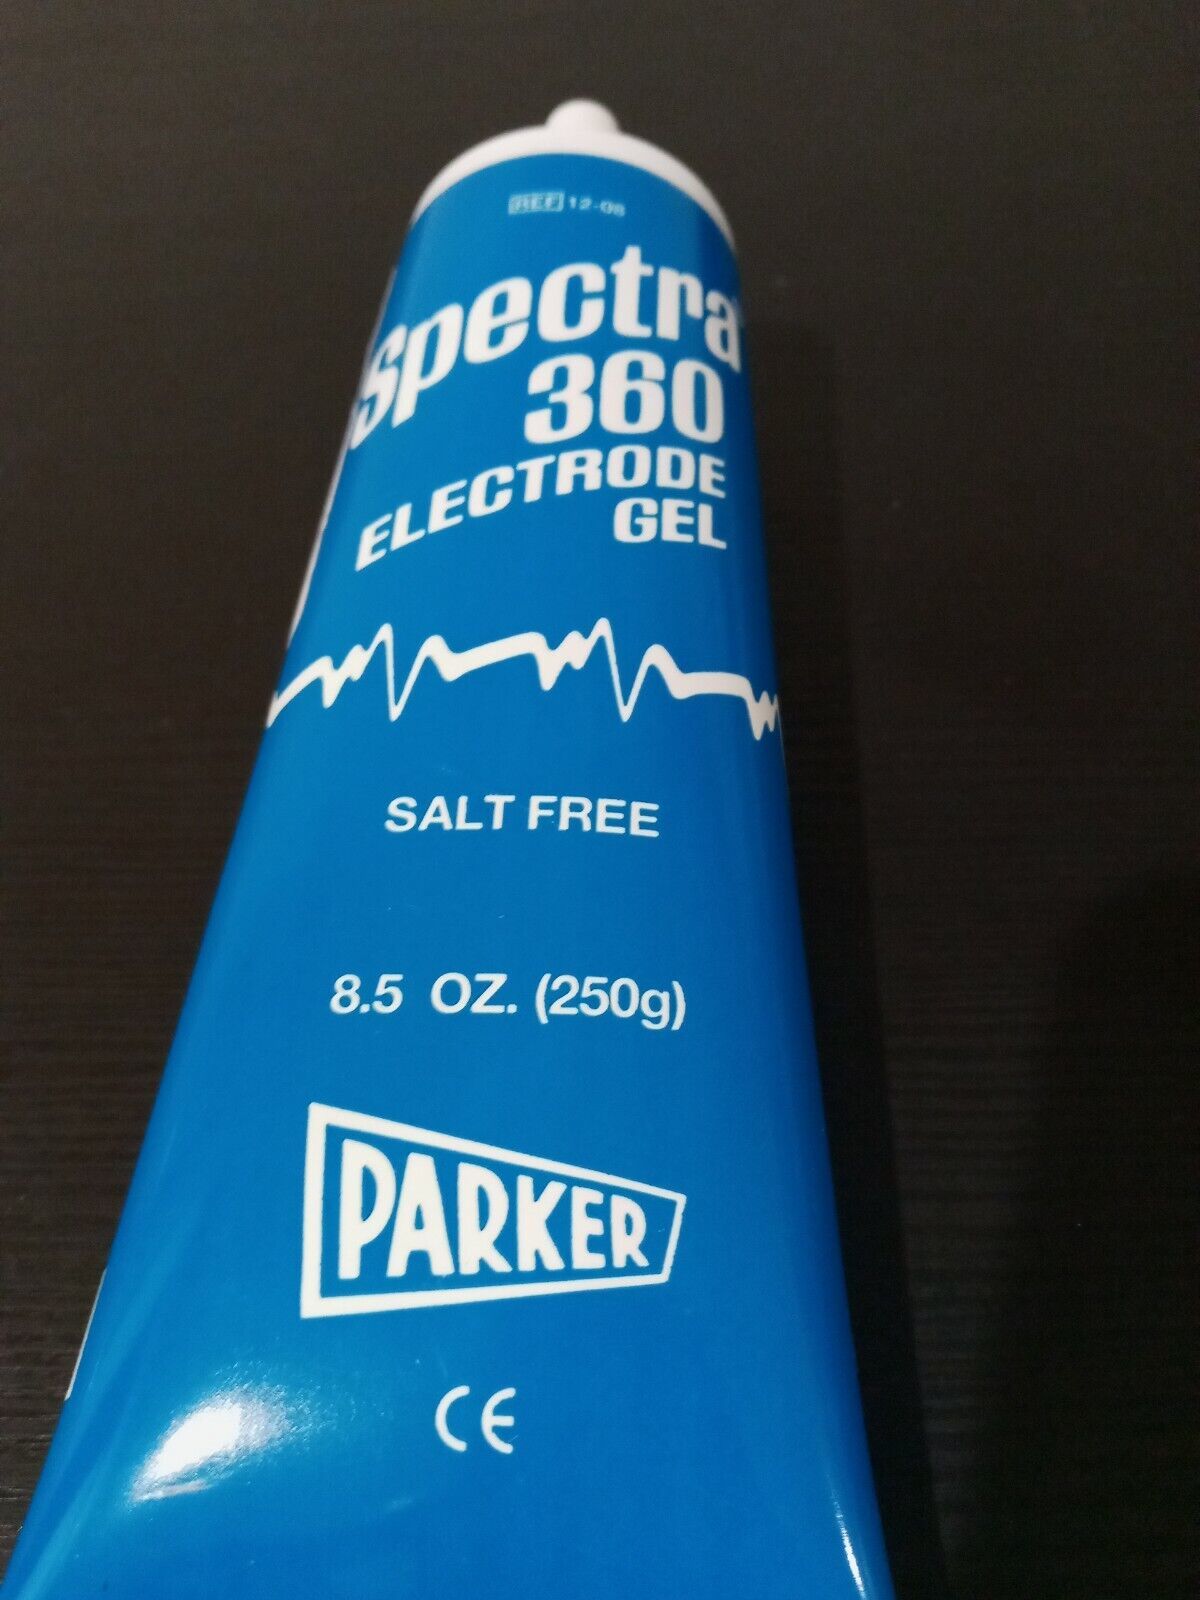 REF 12-08
Spectra
360
ELECTRODE
GEL
SALT FREE
8.5 OZ. (250g)
PARKER
CE